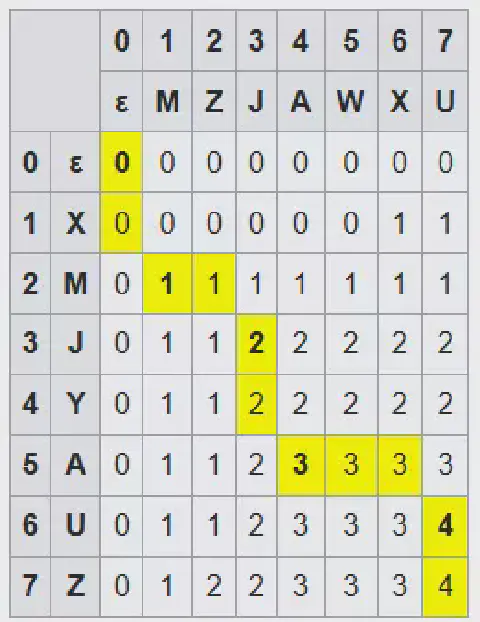 0 1 2 3 4 5 6 7
ε M Z J A W X U
0 ε 0 0 0 0 0 0 0 0
1 X 0 0 0 0 0 0 1 1
2 M 0 1 1 1 1 1 1 1
3 J 0 1 1 2 2 2 2 2
4 Y 0 1 1 2 2 2 2 2
5 A 0 1 1 2 3 3 3 3
6 U 0 1 1 2 3 3 3 4
7 Z 0 1 2 2 3 3 3 4